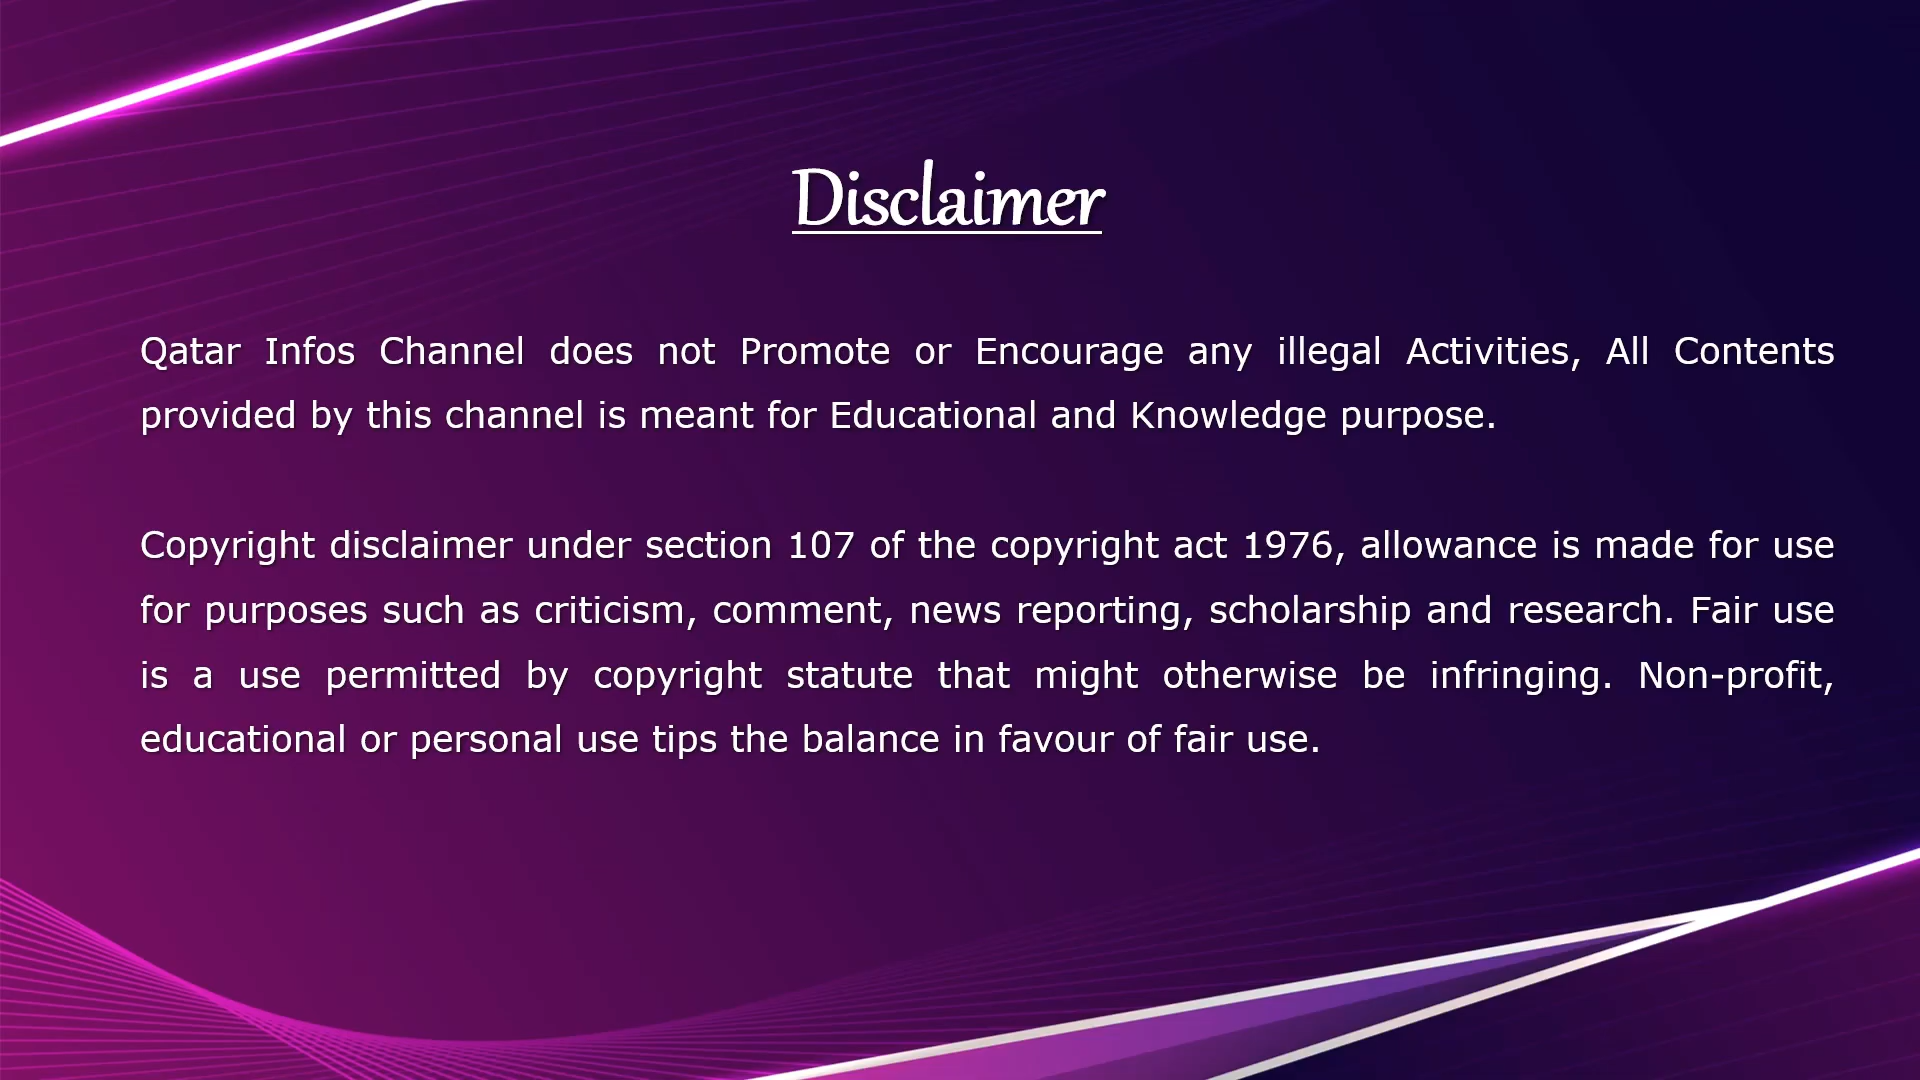 Disclaimer
Qatar Infos Channel does not Promote or Encourage any illegal Activities, All Contents
provided by this channel is meant for Educational and Knowledge purpose.
Copyright disclaimer under section 107 of the copyright act 1976, allowance is made for use
for purposes such as criticism, comment, news reporting, scholarship and research. Fair use
is a use permitted by copyright statute that might otherwise be infringing. Non-profit,
educational or personal use tips the balance in favour of fair use.